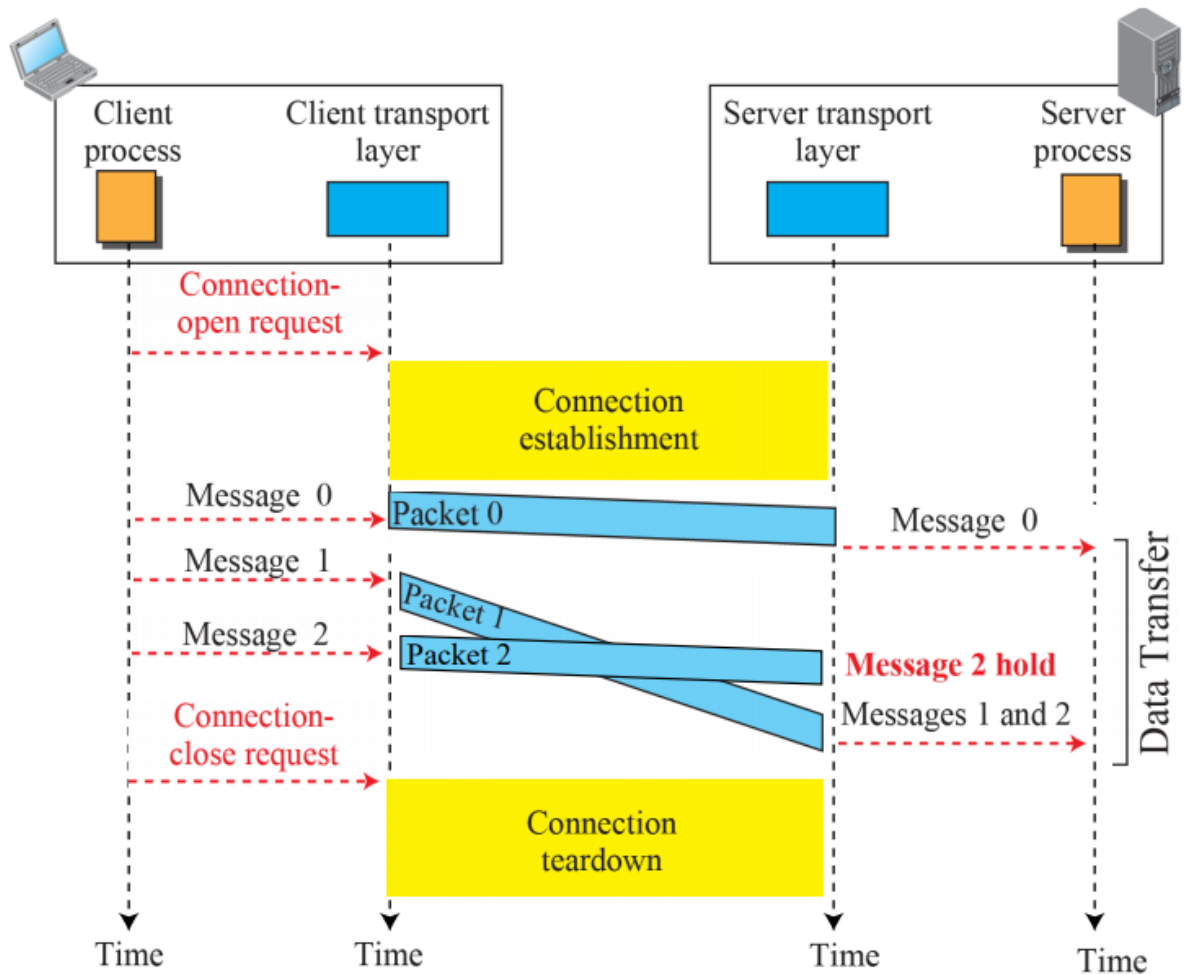 Client
process
Client transport
layer
Server transport
layer
Server
process
Connection-
open request
Connection
establishment
Message 0
Packet 0
Message 0
Message 1
Packet 1
Message 2
Packet 2
Message 2 hold
Messages 1 and 2
Data Transfer
Connection-
close request
Connection
teardown
Time
Time
Time
Time